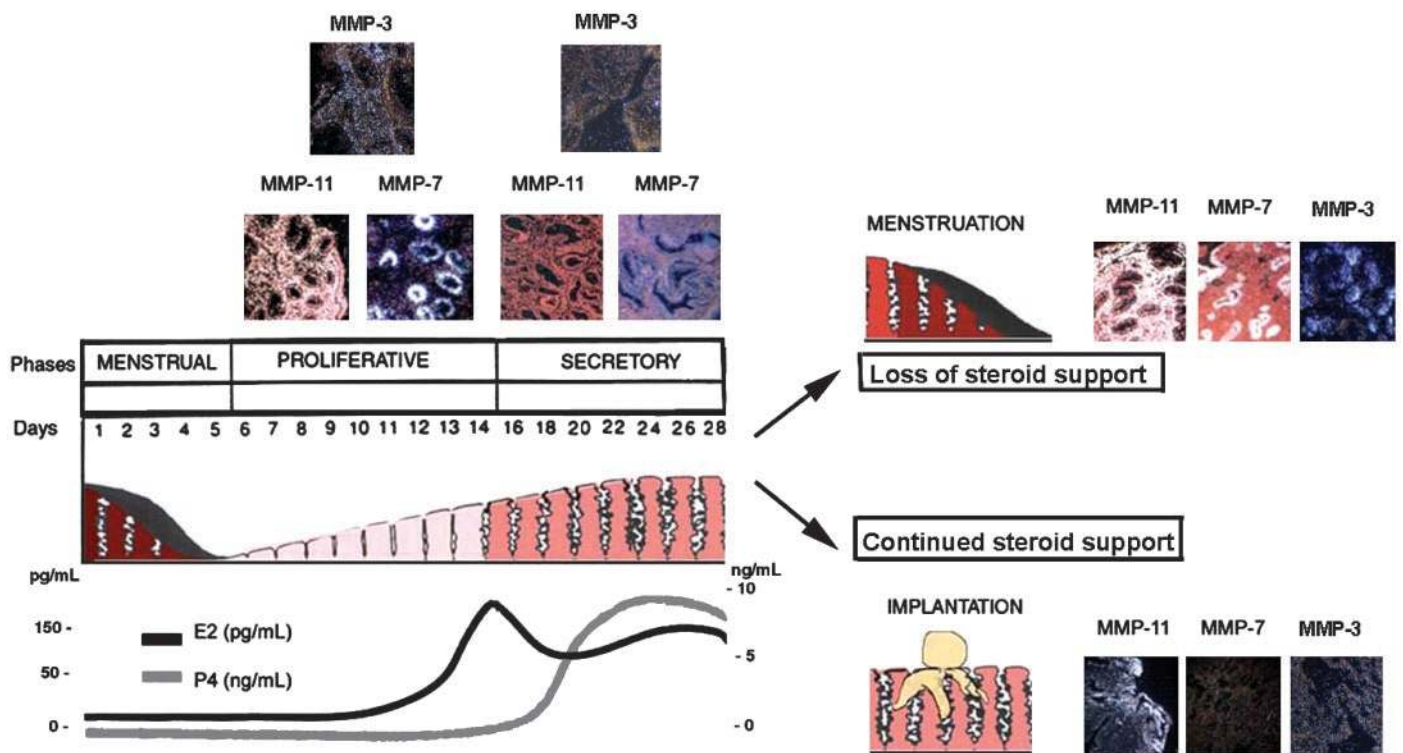 MMP-3
MMP-3
MMP-11
MMP-7
MMP-11
MMP-7
Phases
MENSTRUAL
PROLIFERATIVE
SECRETORY
Days
1 2 3 4 5 6 7 8 9 10 11 12 13 14 16 18 20 22 24 26 28
pg/mL
150 -
50 -
0 -
E2 (pg/mL)
P4 (ng/mL)
ng/mL
- 10
- 5
- 0
MENSTRUATION
MMP-11
MMP-7
MMP-3
Loss of steroid support
Continued steroid support
IMPLANTATION
MMP-11
MMP-7
MMP-3